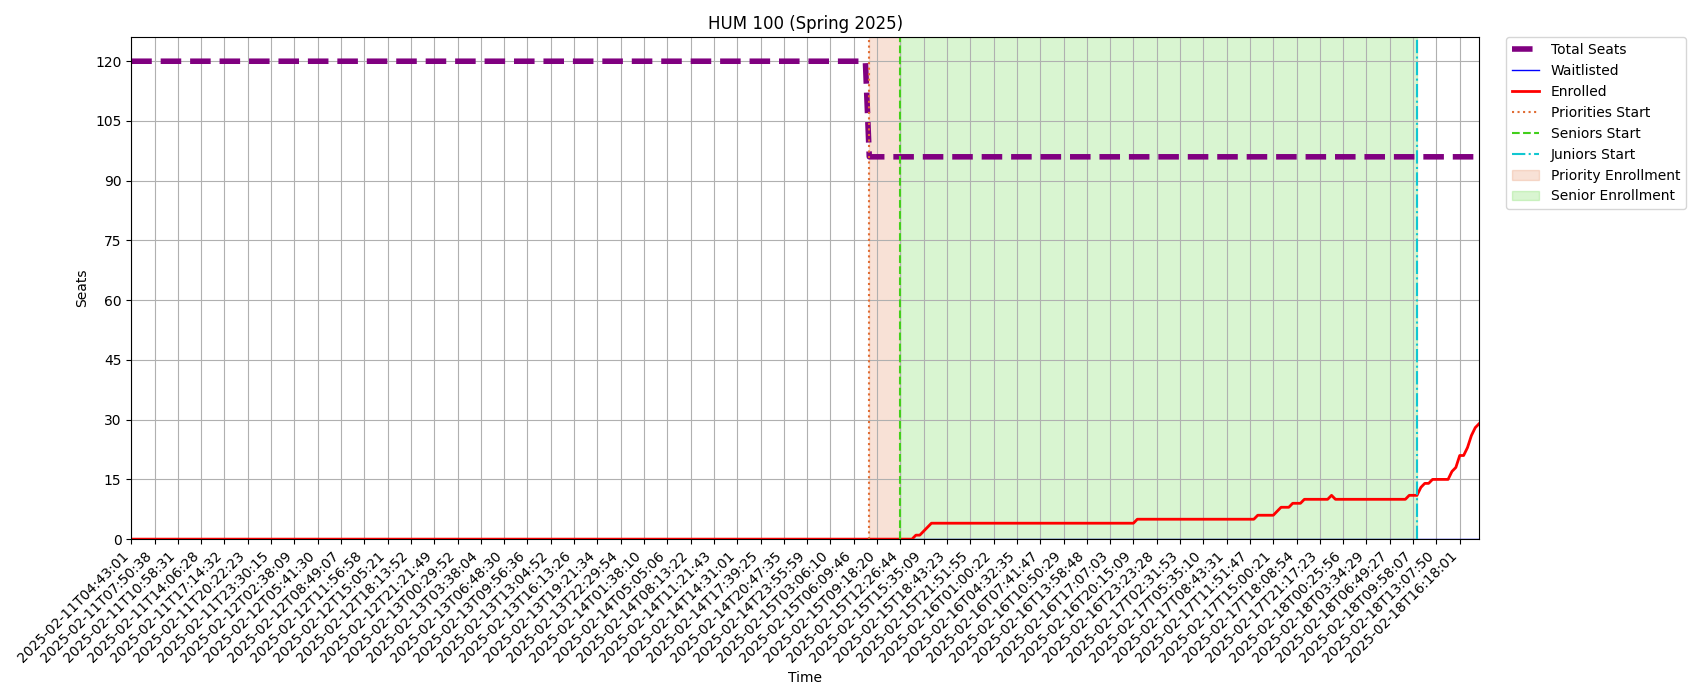 HUM 100 (Spring 2025)
Total Seats
Waitlisted
Enrolled
Priorities Start
Seniors Start
Juniors Start
Priority Enrollment
Senior Enrollment
Seats
120
105
90
75
60
45
30
15
0
2025-02-11T04:43:01
2025-02-11T07:50:38
2025-02-11T10:58:31
2025-02-11T14:06:28
2025-02-11T17:14:32
2025-02-11T20:22:23
2025-02-11T23:30:15
2025-02-12T02:38:09
2025-02-12T05:41:30
2025-02-12T08:49:07
2025-02-12T11:56:58
2025-02-12T15:05:21
2025-02-12T18:13:52
2025-02-12T21:21:49
2025-02-13T00:29:52
2025-02-13T03:38:04
2025-02-13T06:48:30
2025-02-13T09:56:36
2025-02-13T13:04:52
2025-02-13T16:13:26
2025-02-13T19:21:34
2025-02-13T22:29:54
2025-02-14T01:38:10
2025-02-14T05:05:06
2025-02-14T08:13:22
2025-02-14T11:21:43
2025-02-14T14:31:01
2025-02-14T17:39:25
2025-02-14T20:47:35
2025-02-14T23:55:59
2025-02-15T03:06:10
2025-02-15T06:09:46
2025-02-15T09:18:20
2025-02-15T12:26:44
2025-02-15T15:35:09
2025-02-15T18:43:23
2025-02-15T21:51:55
2025-02-16T01:00:22
2025-02-16T04:32:35
2025-02-16T07:41:47
2025-02-16T10:50:29
2025-02-16T13:58:48
2025-02-16T17:07:03
2025-02-16T20:15:09
2025-02-16T23:23:28
2025-02-17T02:31:53
2025-02-17T05:35:10
2025-02-17T08:43:31
2025-02-17T11:51:47
2025-02-17T15:00:21
2025-02-17T18:08:54
2025-02-17T21:17:23
2025-02-18T00:25:56
2025-02-18T03:34:29
2025-02-18T06:49:27
2025-02-18T09:58:07
2025-02-18T13:07:50
2025-02-18T16:18:01
Time